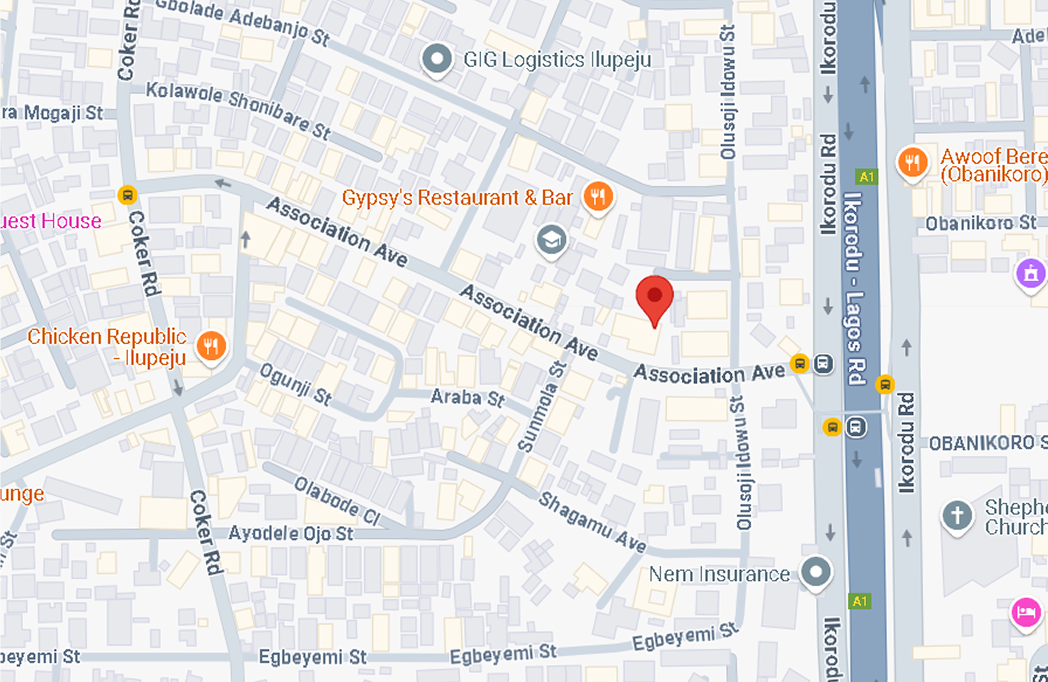 Gbolade Adebanjo St
Coker Rd
GIG Logistics Ilupeju
Olusoji Idowu St
Ikorodu
Kolawole Shonibare St
ra Mogaji St
Ikorodu Rd
A1
Awoof Bere
(Obanikoro)
Gypsy's Restaurant & Bar
Association Ave
uest House
Coker Rd
Obanikoro St
Ikorodu - Lagos Rd
Association Ave
Chicken Republic
- Ilupeju
Association Ave
Ogunji St
Araba St
Sunmola St
Olusoji Idowu St
Ikorodu Rd
OBANIKORO S
unge
Olabode Cl
Coker Rd
Shagamu Ave
Ayodele Ojo St
Sheph
Church
Nem Insurance
A1
Ikorodu
Egbeyemi St
beyemi St
Egbeyemi St
Egbeyemi St
St